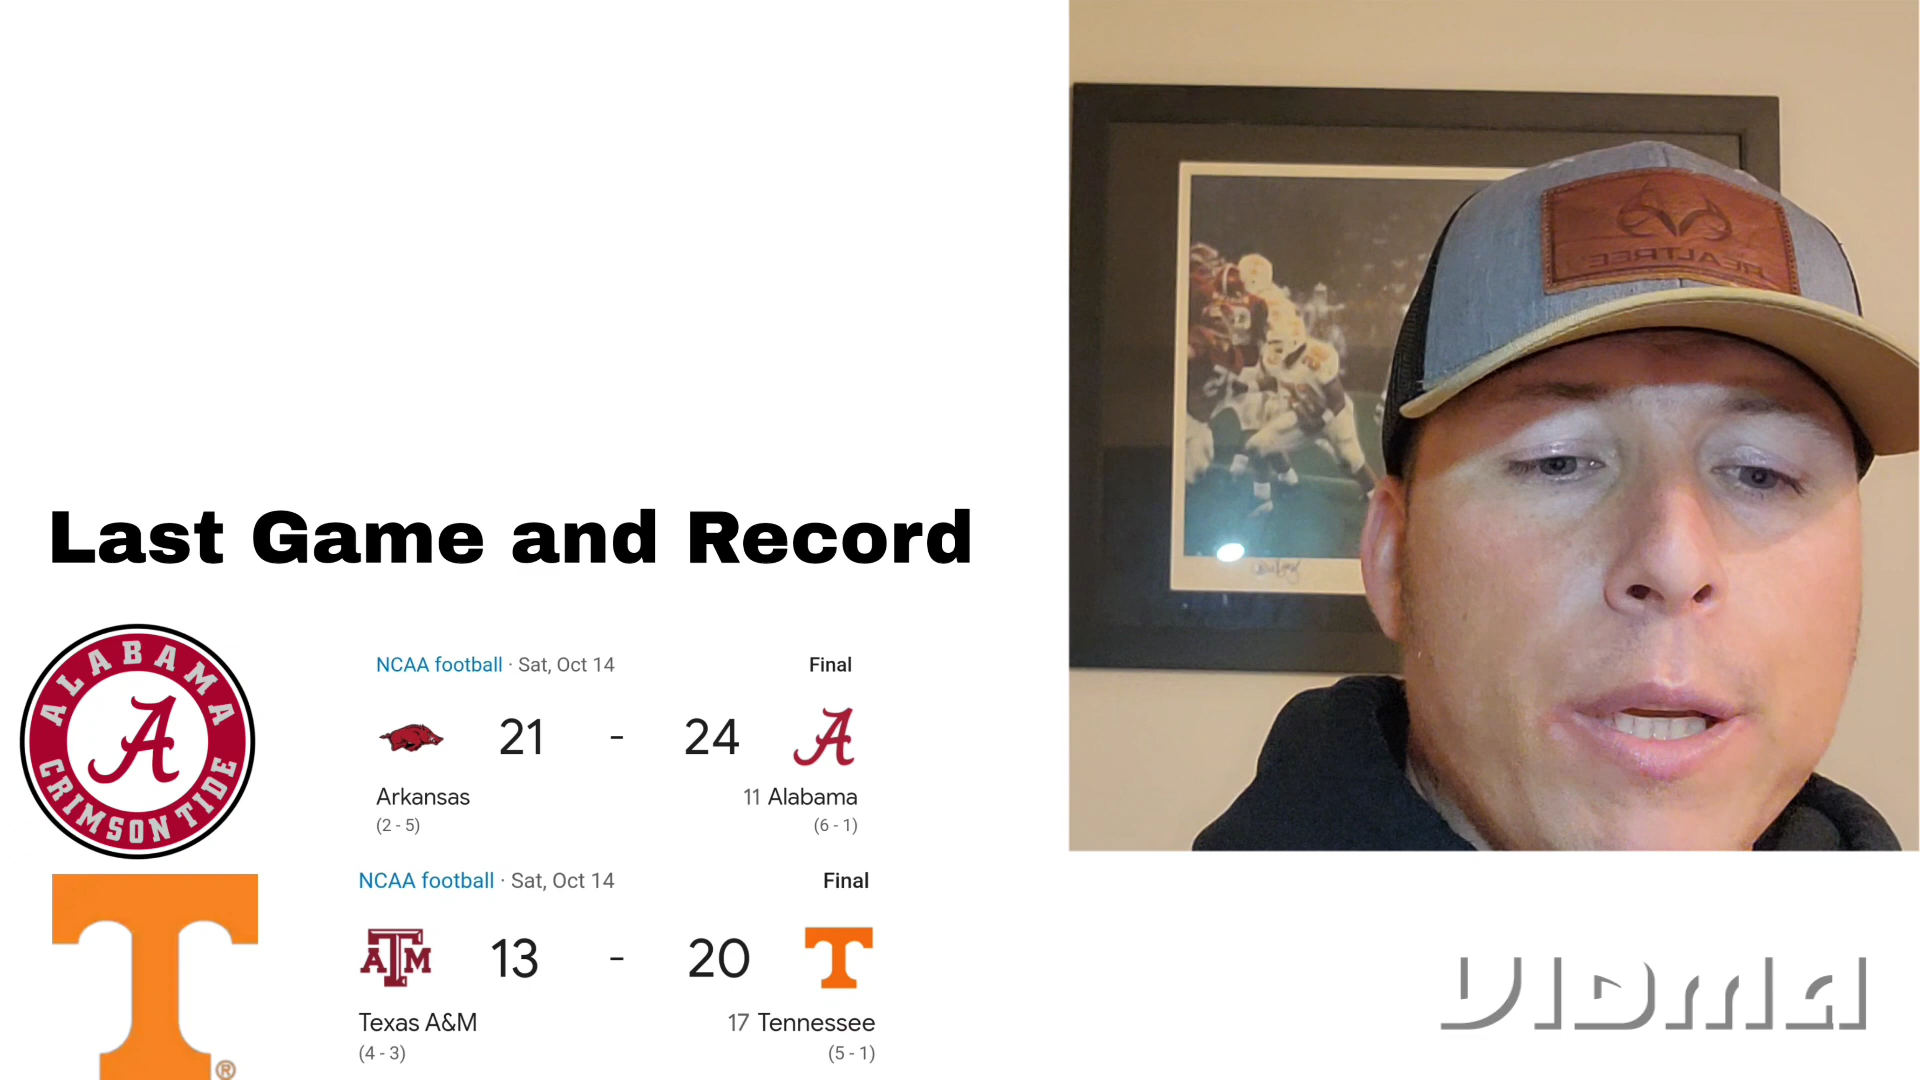 Last Game and Record
ALABAMA
A
CRIMSON TIDE
NCAA football · Sat, Oct 14 Final
21 - 24 A
Arkansas 11 Alabama
(2 - 5) (6 - 1)
T
®
NCAA football · Sat, Oct 14 Final
ATM 13 - 20 T
Texas A&M 17 Tennessee
(4 - 3) (5 - 1)
REALTREE
VIDMA